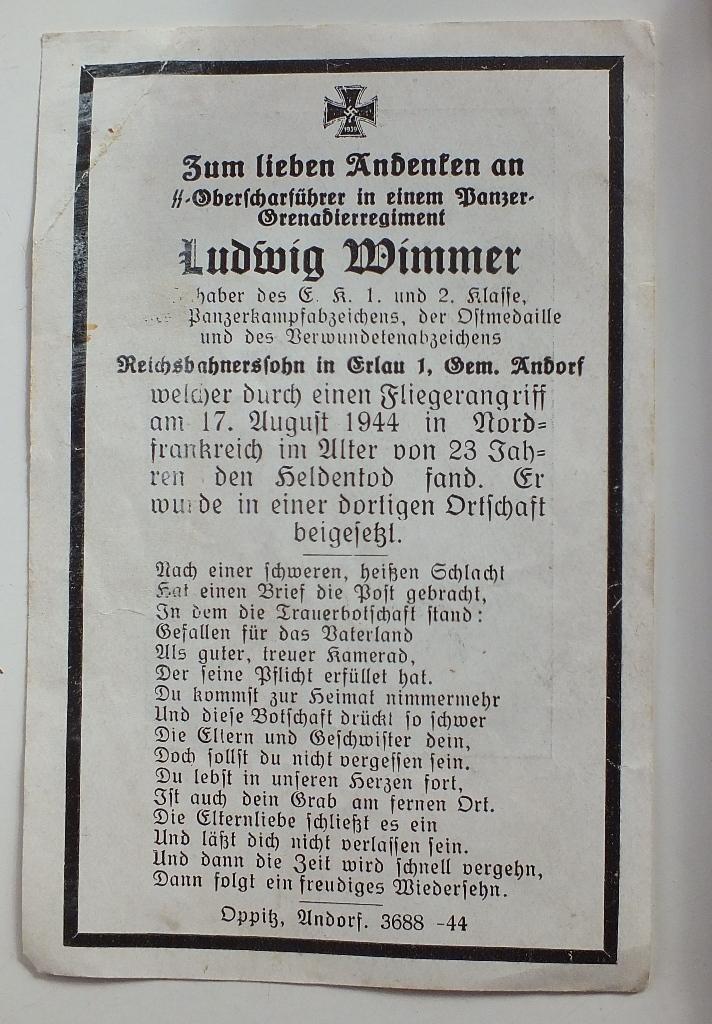 1939
Zum lieben Andenken an
SS-Oberscharführer in einem Panzer-
Grenadierregiment
Ludwig Wimmer
haber des E. K. 1. und 2. Klasse,
Panzerkampfabzeichens, der Ostmedaille
und des Verwundetenabzeichens
Reichsbahnerssohn in Erlau 1, Gem. Andorf
welcher durch einen Fliegerangriff
am 17. August 1944 in Nord-
frankreich im Alter von 23 Jah-
ren den Heldentod fand. Er
wurde in einer dortigen Ortschaft
beigesetzt.
Nach einer schweren, heißen Schlacht
Hat einen Brief die Post gebracht,
In dem die Trauerbotschaft stand:
Gefallen für das Vaterland
Als guter, treuer Kamerad,
Der seine Pflicht erfüllet hat.
Du kommst zur Heimat nimmermehr
Und diese Botschaft drückt so schwer
Die Eltern und Geschwister dein,
Doch sollst du nicht vergessen sein.
Du lebst in unseren Herzen fort,
Ist auch dein Grab am fernen Ort.
Die Elternliebe schließt es ein
Und läßt dich nicht verlassen sein.
Und dann die Zeit wird schnell vergehn,
Dann folgt ein freudiges Wiedersehn.
Oppitz, Andorf. 3688 -44